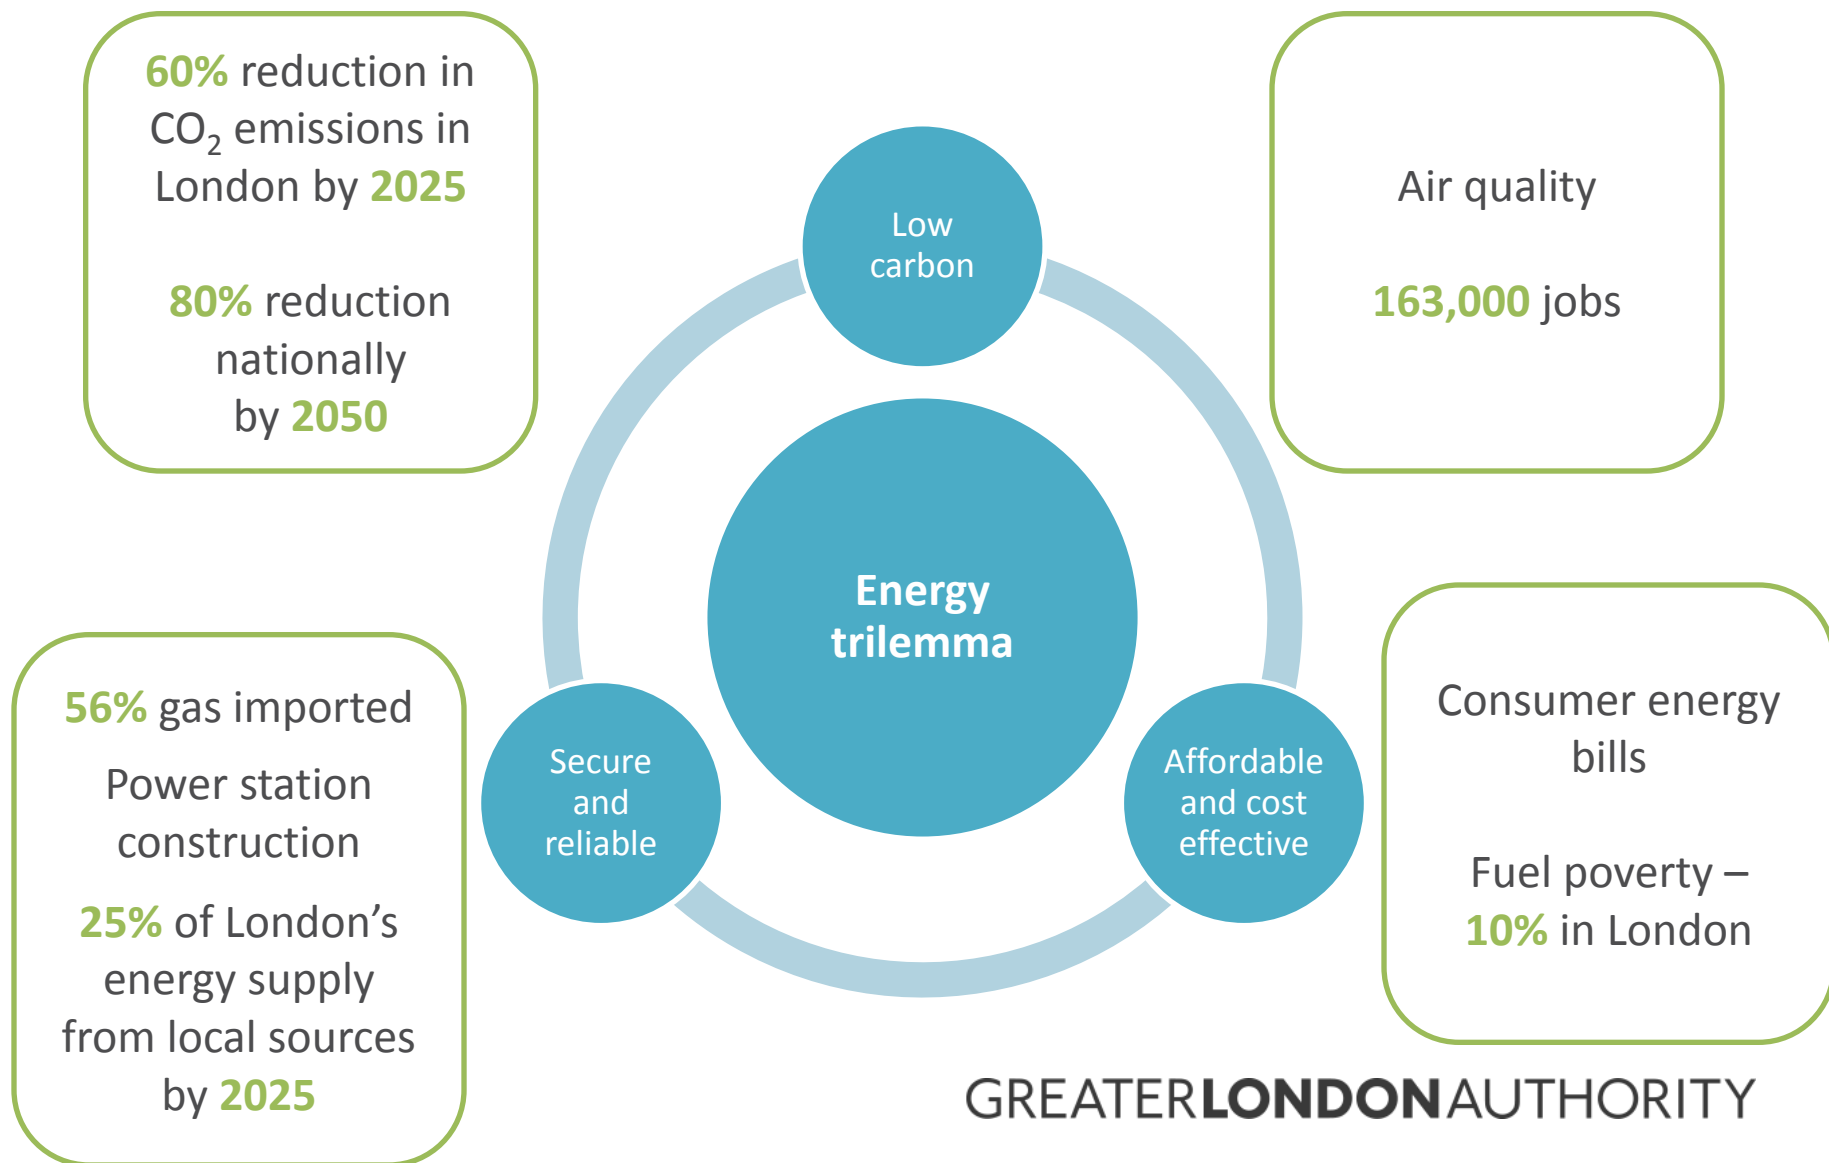 60% reduction in
CO₂ emissions in
London by 2025
80% reduction
nationally
by 2050
Air quality
163,000 jobs
Low
carbon
Energy
trilemma
56% gas imported
Power station
construction
25% of London’s
energy supply
from local sources
by 2025
Secure
and
reliable
Affordable
and cost
effective
Consumer energy
bills
Fuel poverty –
10% in London
GREATERLONDONAUTHORITY